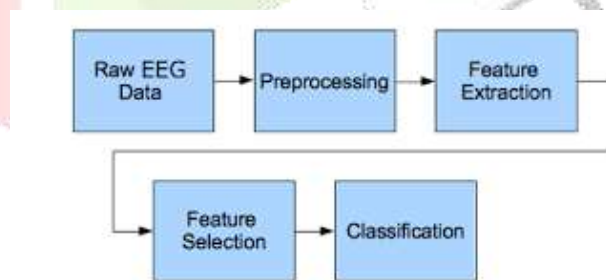 Raw EEG
Data
Preprocessing
Feature
Extraction
Feature
Selection
Classification